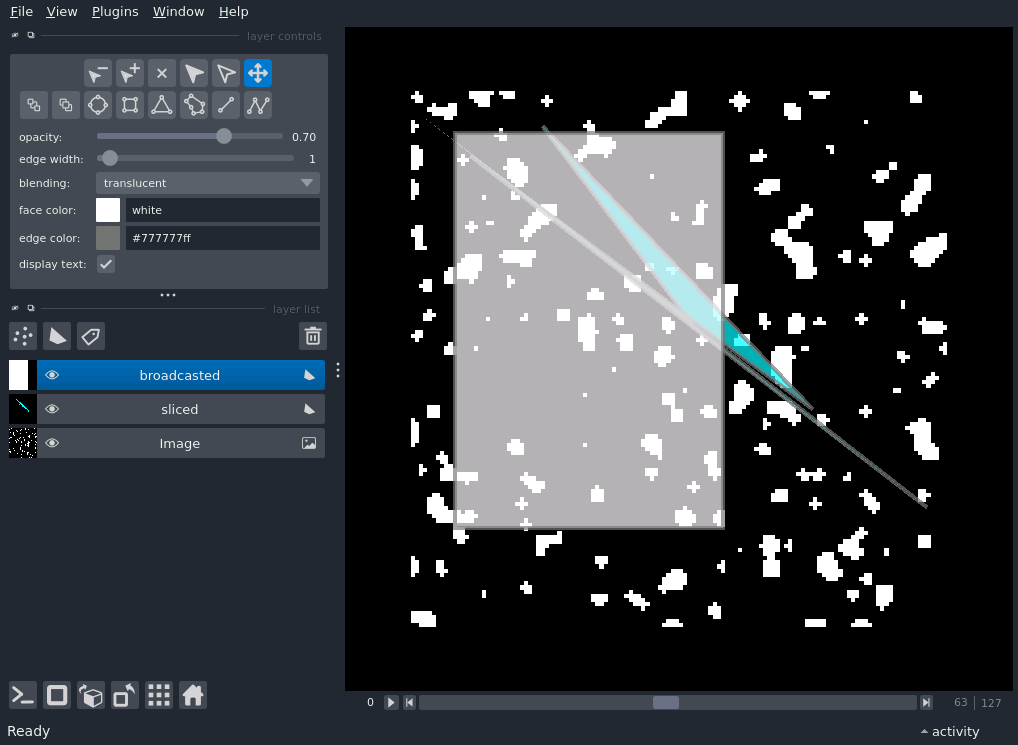 File View Plugins Window Help
layer controls
opacity: 0.70
edge width: 1
blending: translucent
face color: white
edge color: #777777ff
display text:
layer list
broadcasted
sliced
Image
0 63 | 127
Ready activity